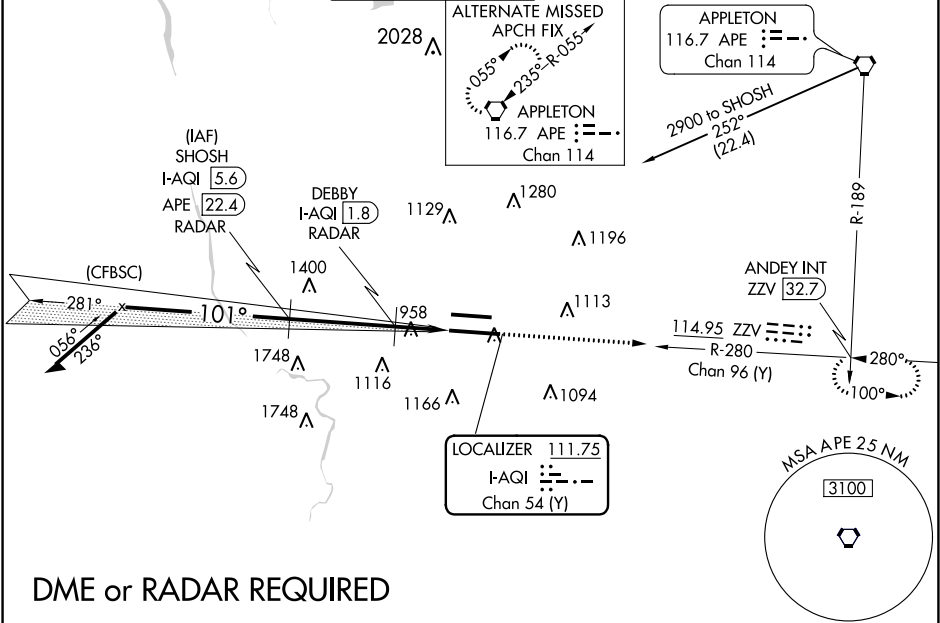 ALTERNATE MISSED
APCH FIX
055°
235°
R-055
APPLETON
116.7 APE
Chan 114
APPLETON
116.7 APE
Chan 114
2028
2900 to SHOSH
252°
(22.4)
R-189
(IAF)
SHOSH
I-AQI 5.6
APE 22.4
RADAR
DEBBY
I-AQI 1.8
RADAR
1129
1280
1196
(CFBSC)
1400
281°
101°
958
1113
056°
236°
1748
1116
1748
1166
1094
ANDEY INT
ZZV 32.7
114.95 ZZV
R-280
Chan 96 (Y)
280°
100°
LOCALIZER 111.75
I-AQI
Chan 54 (Y)
MSA APE 25 NM
3100
DME or RADAR REQUIRED